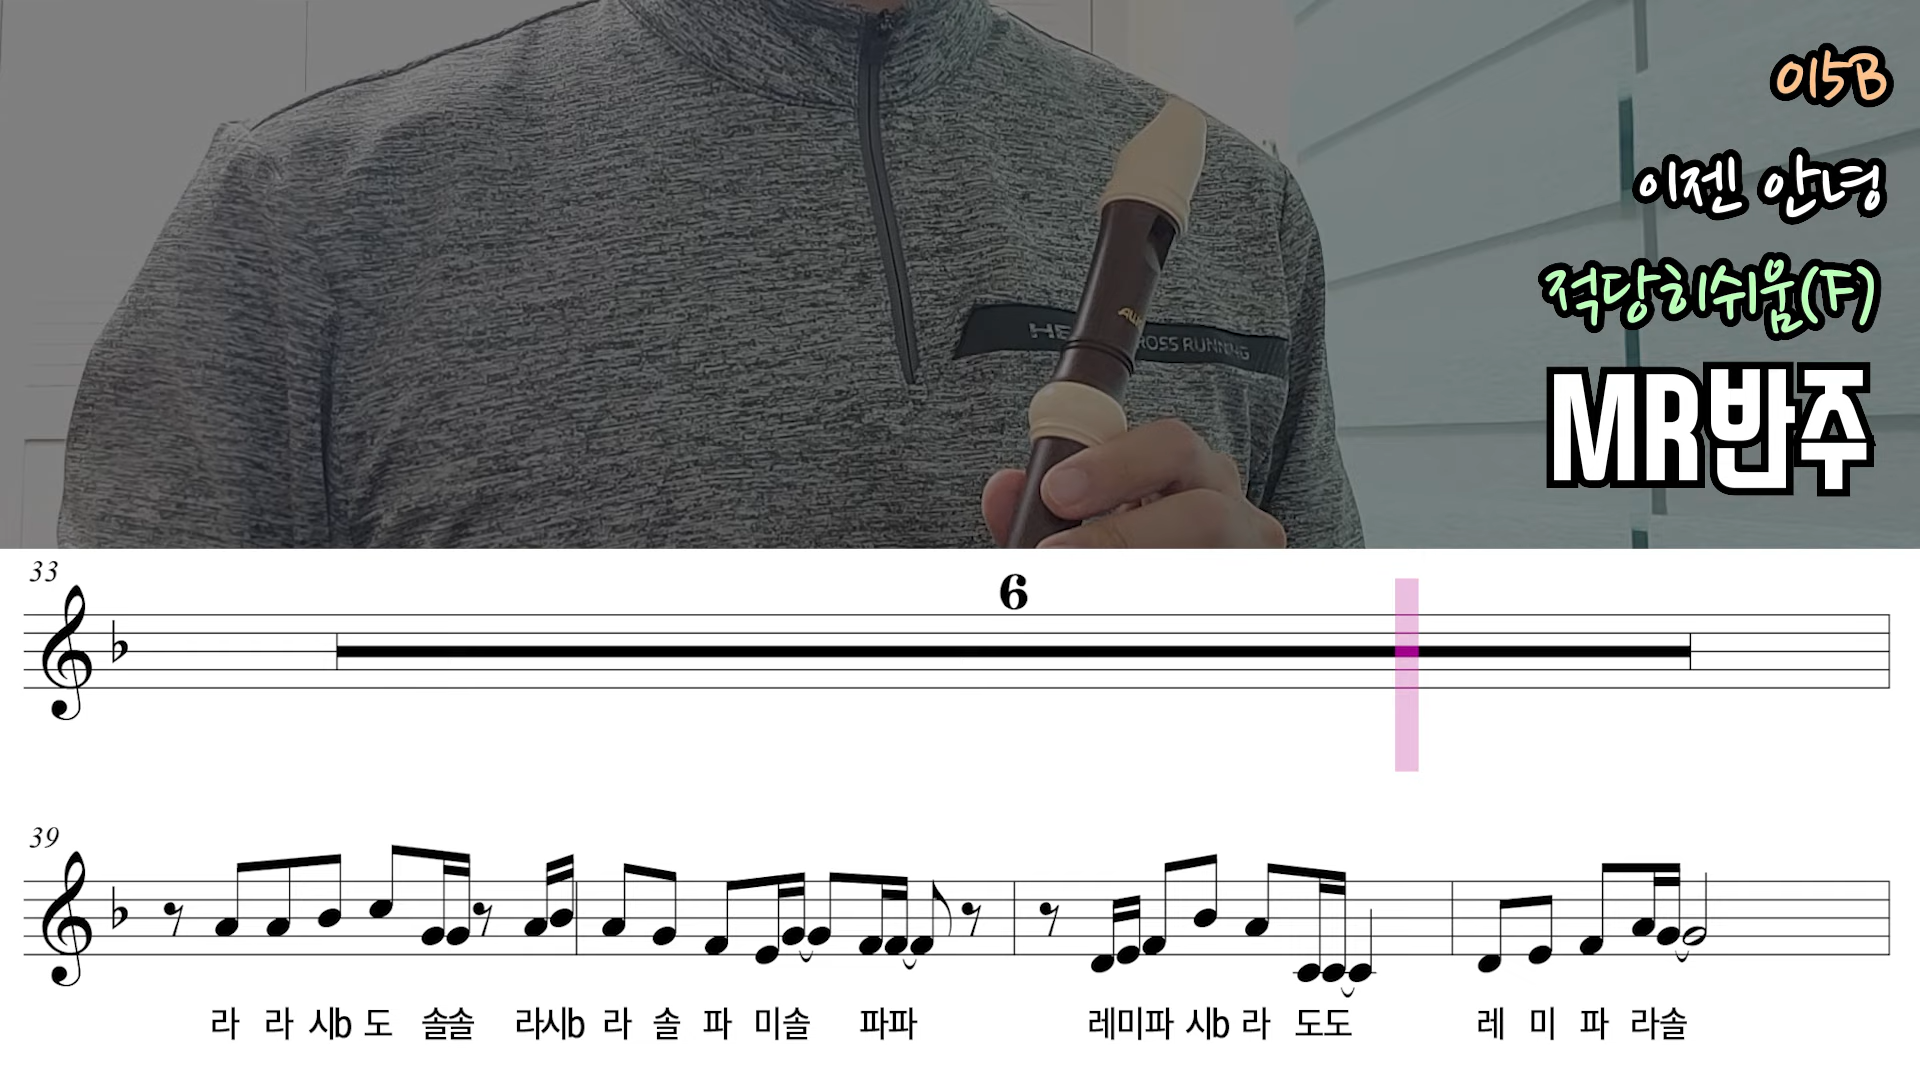 015B
이젠 안녕
적당히쉬움(F)
MR반주
CROSS RUNNING
33
6
39
라 라 시b 도 솔솔 라시b 라 솔 파 미솔 파파 레미파 시b 라 도도 레 미 파 라솔